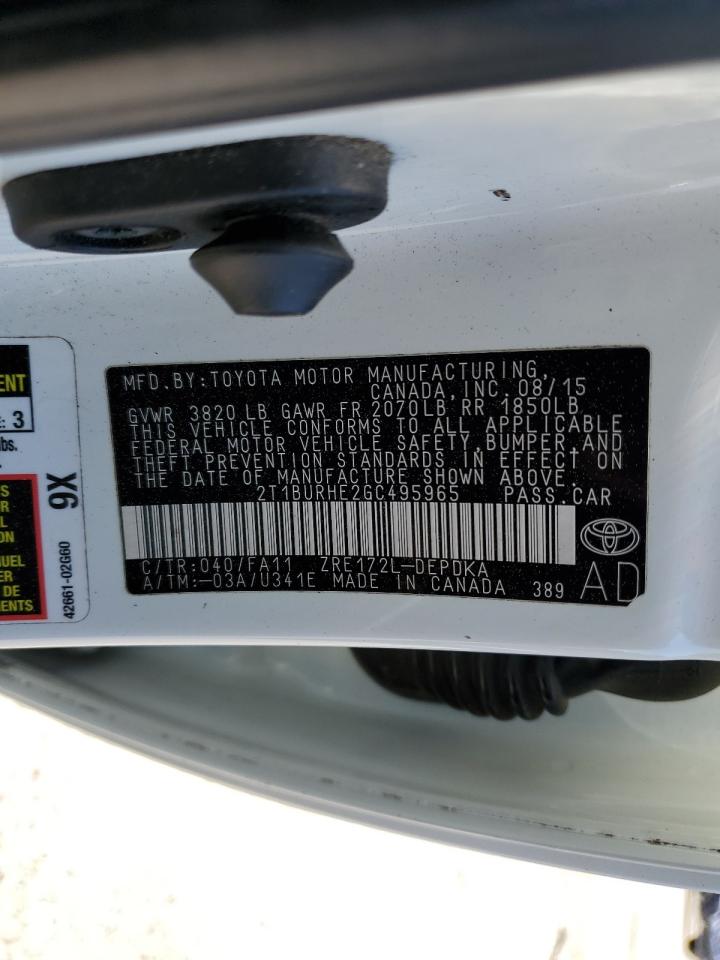 MFD.BY:TOYOTA MOTOR MANUFACTURING,
CANADA, INC. 08/15
GVWR 3820 LB GAWR FR 2070LB RR 1850LB
THIS VEHICLE CONFORMS TO ALL APPLICABLE
FEDERAL MOTOR VEHICLE SAFETY, BUMPER, AND
THEFT PREVENTION STANDARDS IN EFFECT ON
THE DATE OF MANUFACTURE SHOWN ABOVE.
2T1BURHE2GC495965 PASS.CAR
C/TR:040/FA11 ZRE172L-DEPDKA
A/TM:-03A/U341E MADE IN CANADA 389
AD
3
9X
42661-02G60
DE